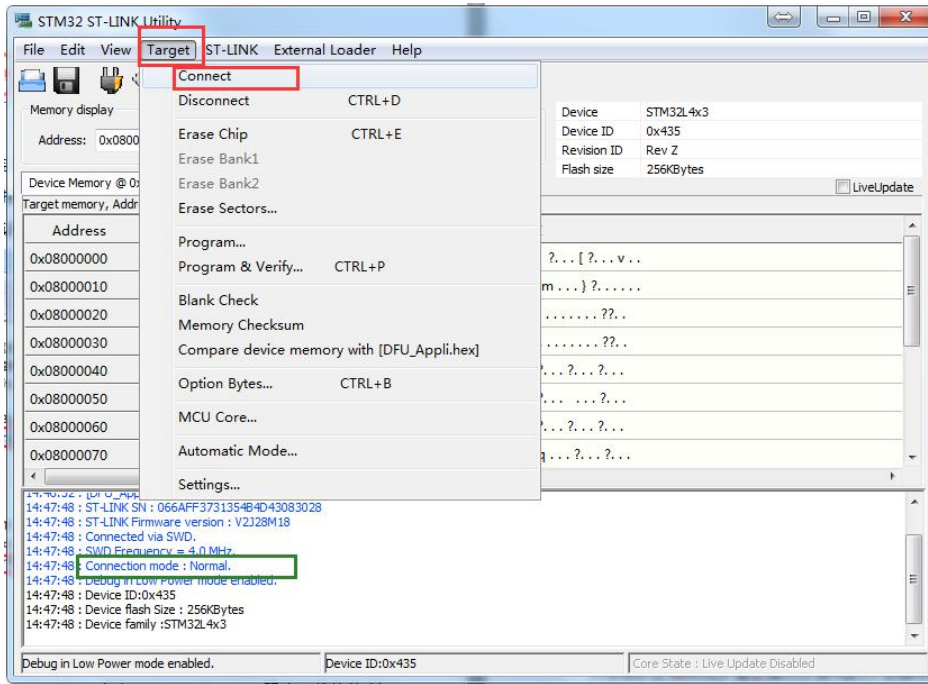 STM32 ST-LINK Utility
File Edit View Target ST-LINK External Loader Help
Connect
Disconnect CTRL+D
Erase Chip CTRL+E
Erase Bank1
Erase Bank2
Erase Sectors...
Program...
Program & Verify... CTRL+P
Blank Check
Memory Checksum
Compare device memory with [DFU_Appli.hex]
Option Bytes... CTRL+B
MCU Core...
Automatic Mode...
Settings...
Memory display
Address: 0x0800
Device STM32L4x3
Device ID 0x435
Revision ID Rev Z
Flash size 256KBytes
Device Memory @ 0x
LiveUpdate
Target memory, Addr
Address
0x08000000 ?...[?...v..
0x08000010 m...}?......
0x08000020 .......??..
0x08000030 .......??..
0x08000040 ...?...?...
0x08000050 ... ...?...
0x08000060 ...?...?...
0x08000070 q...?...?...
14:47:48 : ST-LINK SN : 066AFF3731354B4D43083028
14:47:48 : ST-LINK Firmware version : V2J28M18
14:47:48 : Connected via SWD.
14:47:48 : SWD Frequency = 4.0 MHz.
14:47:48 : Connection mode : Normal.
14:47:48 : Debug in Low Power mode enabled.
14:47:48 : Device ID:0x435
14:47:48 : Device flash Size : 256KBytes
14:47:48 : Device family :STM32L4x3
Debug in Low Power mode enabled. Device ID:0x435 Core State : Live Update Disabled